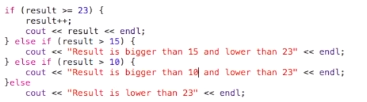 if (result >= 23) {
    result++;
    cout << result << endl;
} else if (result > 15) {
    cout << "Result is bigger than 15 and lower than 23" << endl;
} else if (result > 10) {
    cout << "Result is bigger than 10 and lower than 23" << endl;
}else
    cout << "Result is lower than 23" << endl;